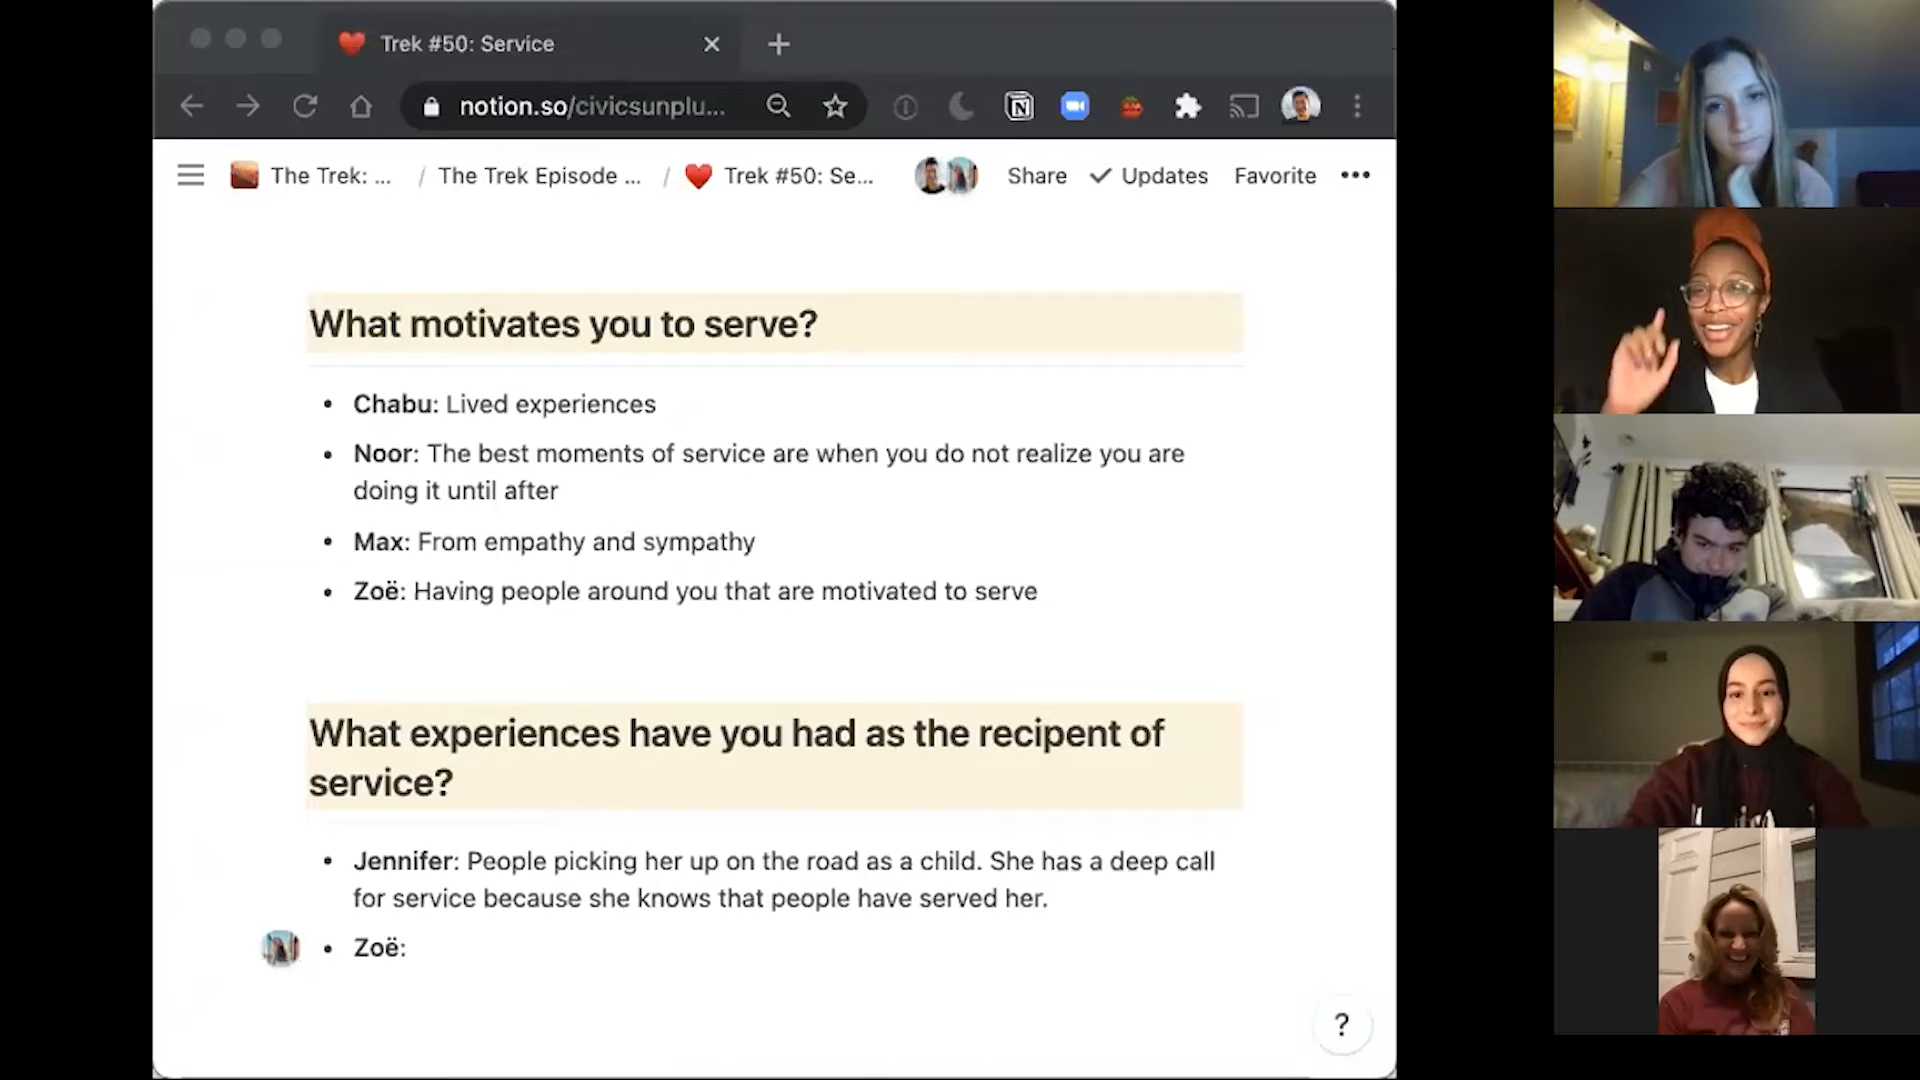 Trek #50: Service
notion.so/civicsunplu...
The Trek: ... / The Trek Episode ... / Trek #50: Se... Share Updates Favorite
What motivates you to serve?
Chabu: Lived experiences
Noor: The best moments of service are when you do not realize you are
doing it until after
Max: From empathy and sympathy
Zoë: Having people around you that are motivated to serve
What experiences have you had as the recipent of
service?
Jennifer: People picking her up on the road as a child. She has a deep call
for service because she knows that people have served her.
Zoë:
?